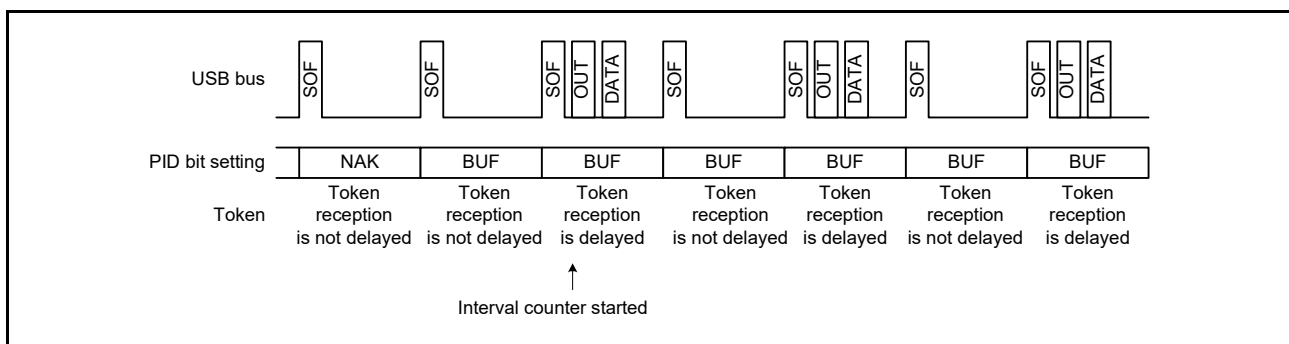 USB bus
SOF SOF SOF OUT DATA SOF SOF OUT DATA SOF SOF OUT DATA
PID bit setting NAK BUF BUF BUF BUF BUF BUF
Token
Token reception is not delayed
Token reception is not delayed
Token reception is delayed
Token reception is not delayed
Token reception is delayed
Token reception is not delayed
Token reception is delayed
Interval counter started